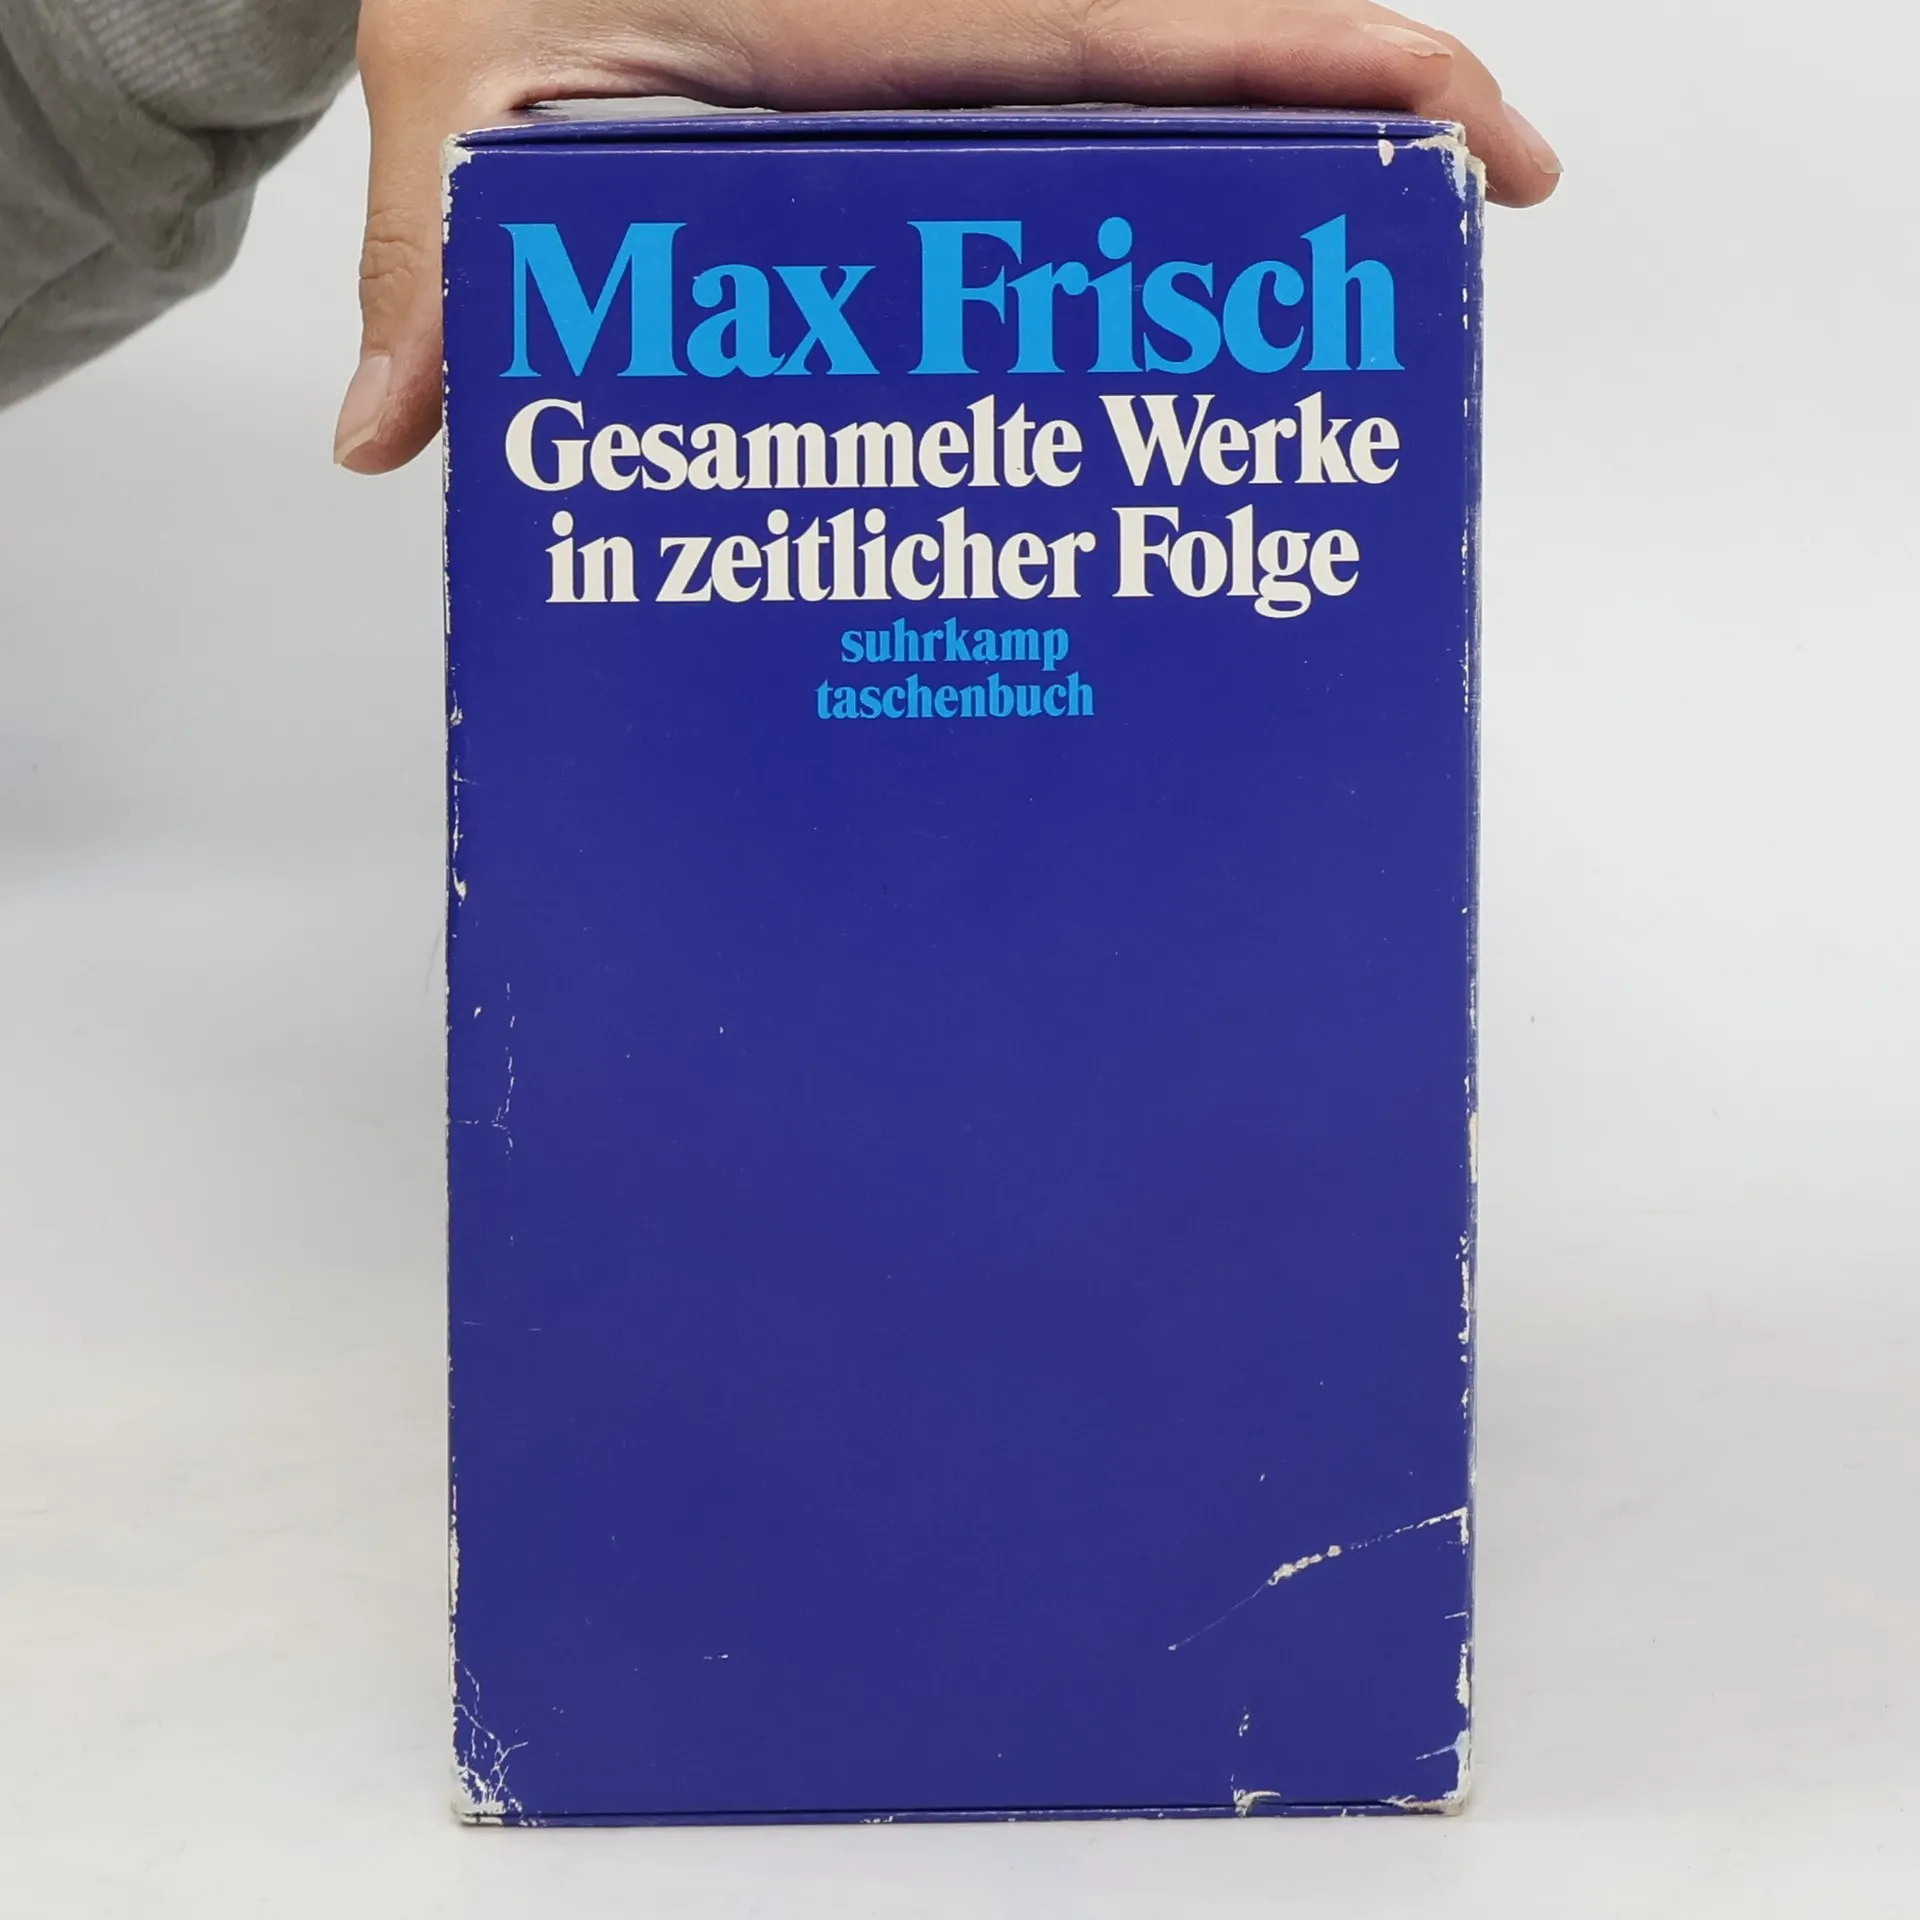 Max Frisch
Gesammelte Werke
in zeitlicher Folge
suhrkamp
taschenbuch